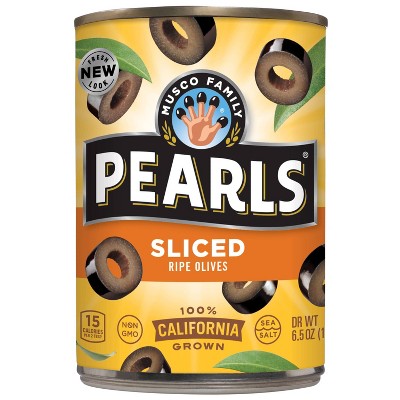 FRESH
NEW
LOOK
MUSCO FAMILY
PEARLS®
SLICED
RIPE OLIVES
100%
CALIFORNIA
GROWN
15
CALORIES
NON
GMO
SEA
SALT
DR WT
6.5 OZ (1